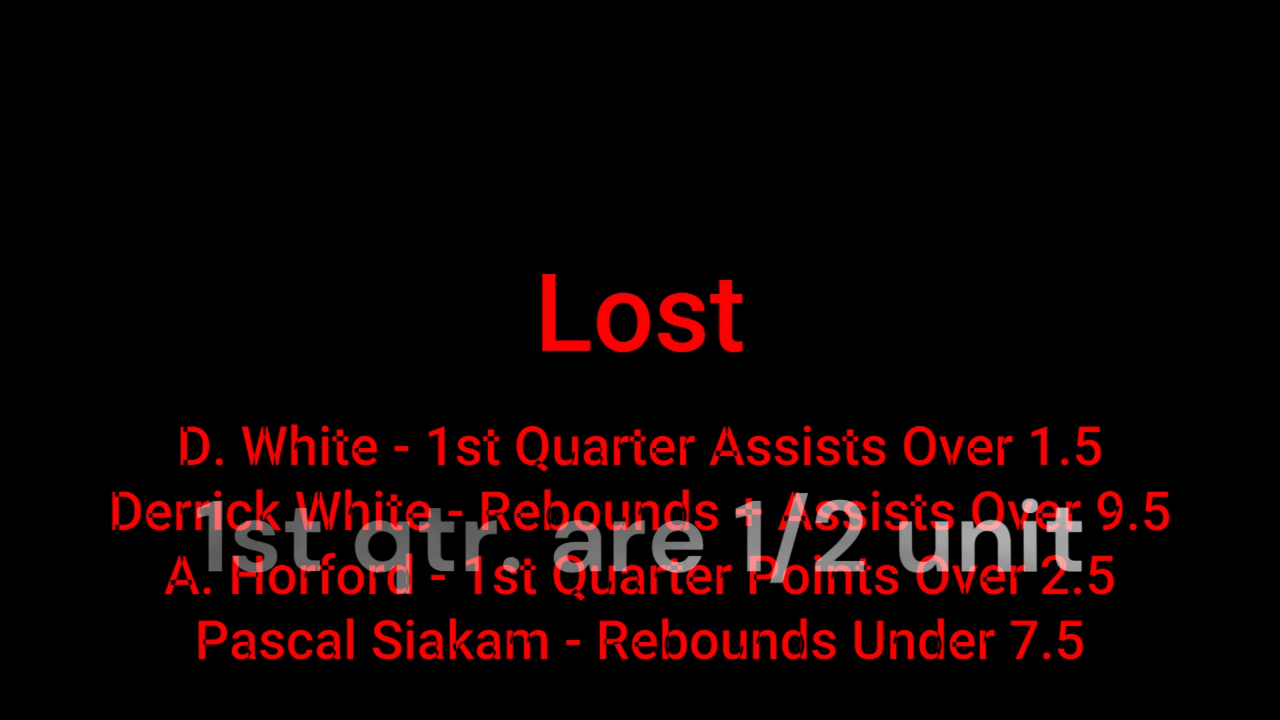 Lost
D. White - 1st Quarter Assists Over 1.5
Derrick White - Rebounds + Assists Over 9.5
1st qtr. are 1/2 unit
A. Horford - 1st Quarter Points Over 2.5
Pascal Siakam - Rebounds Under 7.5